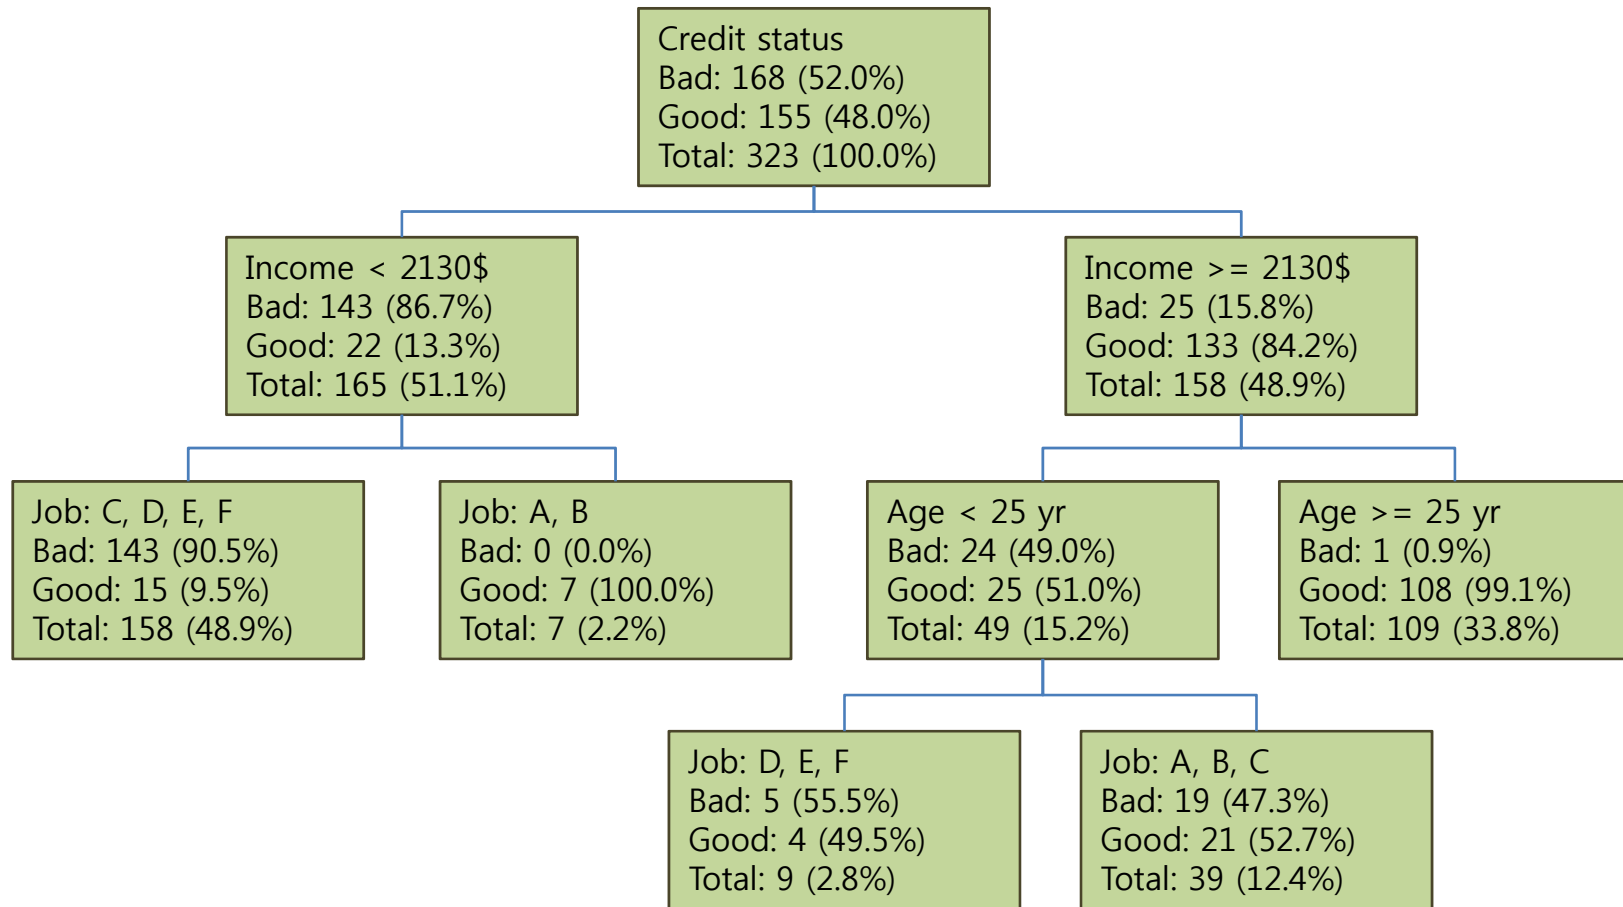 Credit status
Bad: 168 (52.0%)
Good: 155 (48.0%)
Total: 323 (100.0%)
Income < 2130$
Bad: 143 (86.7%)
Good: 22 (13.3%)
Total: 165 (51.1%)
Income >= 2130$
Bad: 25 (15.8%)
Good: 133 (84.2%)
Total: 158 (48.9%)
Job: C, D, E, F
Bad: 143 (90.5%)
Good: 15 (9.5%)
Total: 158 (48.9%)
Job: A, B
Bad: 0 (0.0%)
Good: 7 (100.0%)
Total: 7 (2.2%)
Age < 25 yr
Bad: 24 (49.0%)
Good: 25 (51.0%)
Total: 49 (15.2%)
Age >= 25 yr
Bad: 1 (0.9%)
Good: 108 (99.1%)
Total: 109 (33.8%)
Job: D, E, F
Bad: 5 (55.5%)
Good: 4 (49.5%)
Total: 9 (2.8%)
Job: A, B, C
Bad: 19 (47.3%)
Good: 21 (52.7%)
Total: 39 (12.4%)